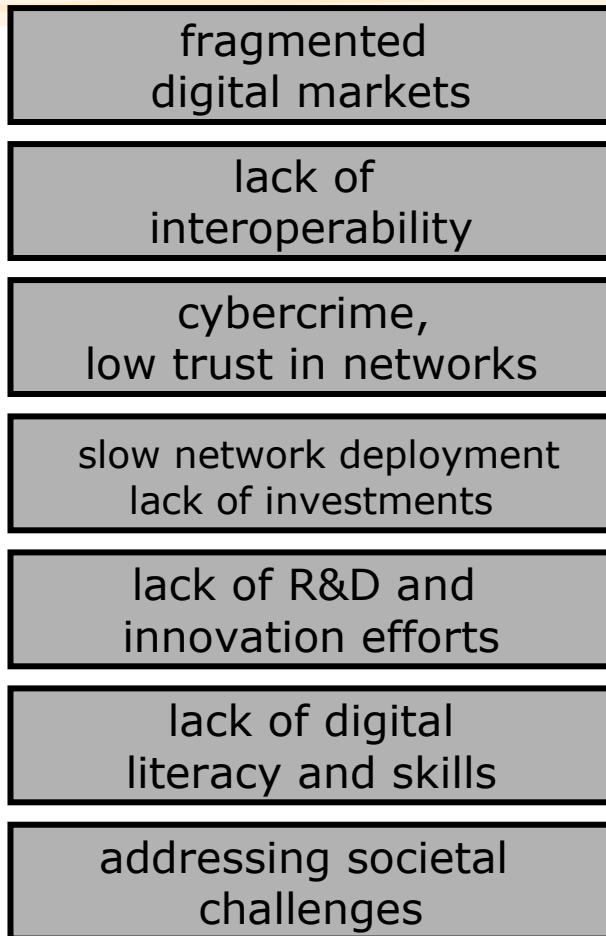 fragmented
digital markets
lack of
interoperability
cybercrime,
low trust in networks
slow network deployment
lack of investments
lack of R&D and
innovation efforts
lack of digital
literacy and skills
addressing societal
challenges